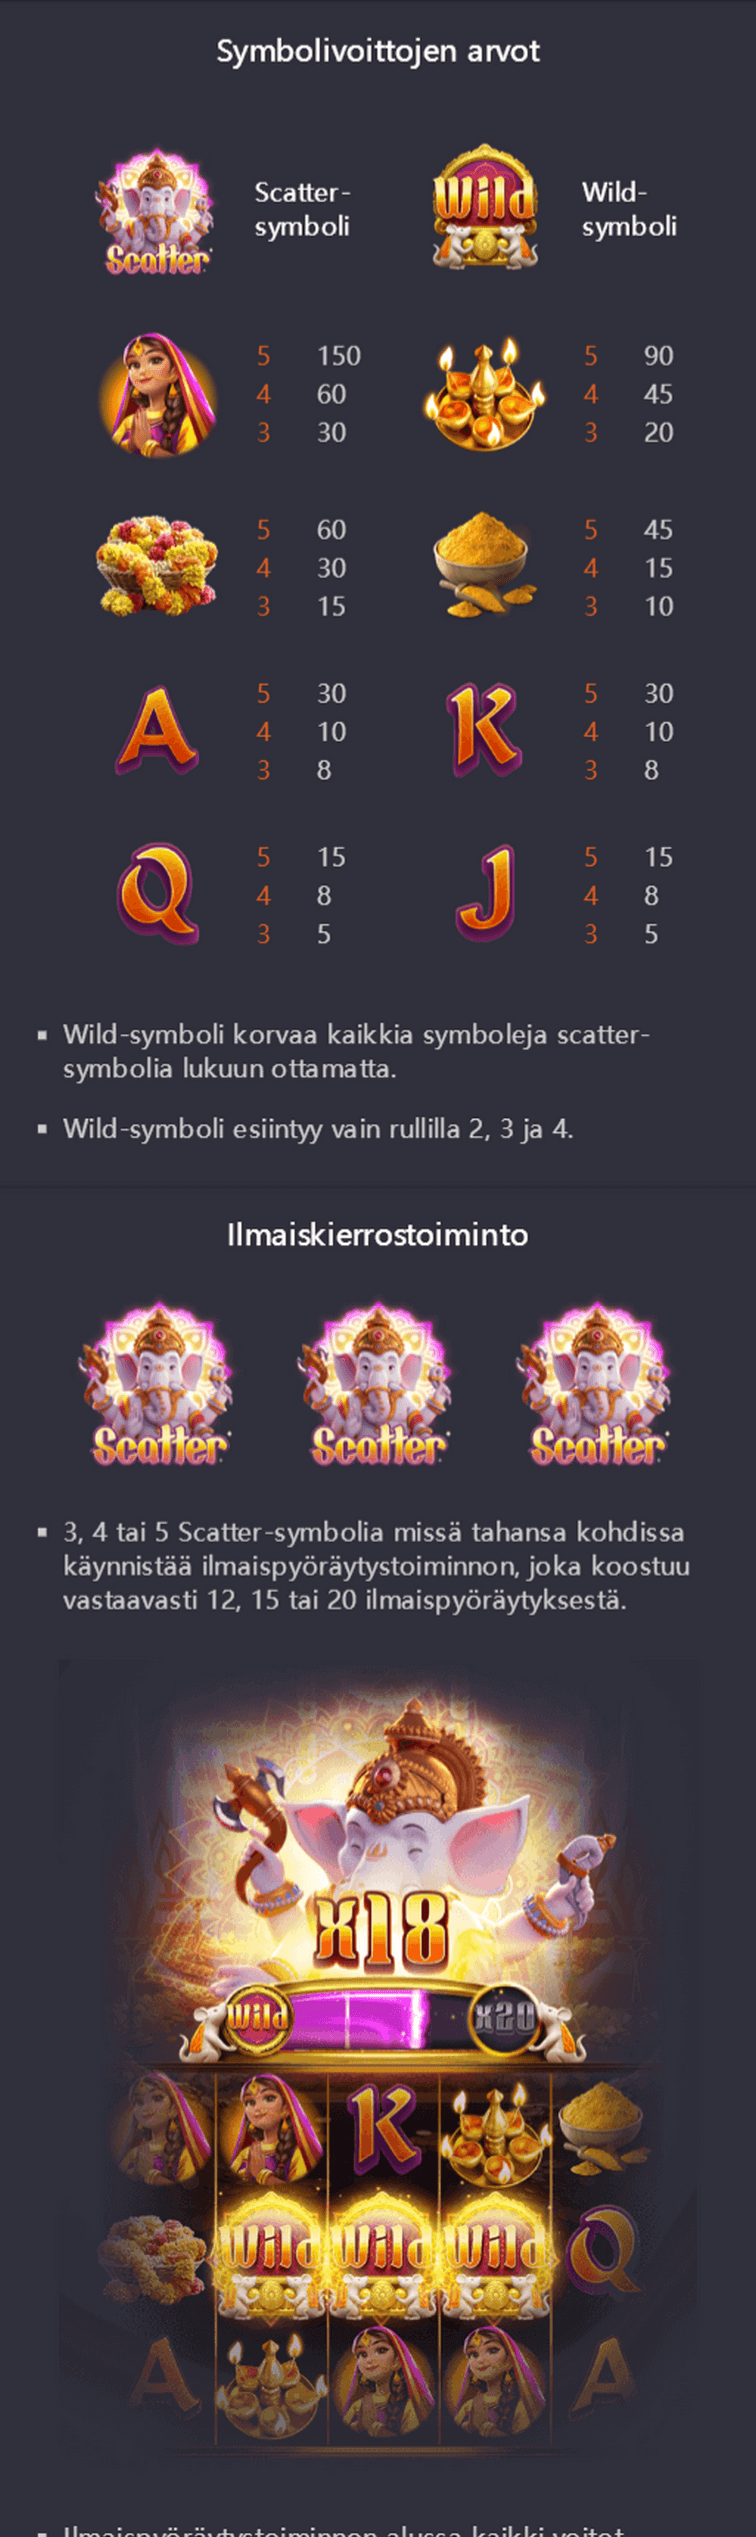 Symbolivoittojen arvot
Scatter-
symboli
Scatter
Wild
Wild-
symboli
5 150
4 60
3 30
5 90
4 45
3 20
5 60
4 30
3 15
5 45
4 15
3 10
A
5 30
4 10
3 8
K
5 30
4 10
3 8
Q
5 15
4 8
3 5
J
5 15
4 8
3 5
▪ Wild-symboli korvaa kaikkia symboleja scatter-
symbolia lukuun ottamatta.
▪ Wild-symboli esiintyy vain rullilla 2, 3 ja 4.
Ilmaiskierrostoiminto
Scatter Scatter Scatter
▪ 3, 4 tai 5 Scatter-symbolia missä tahansa kohdissa
käynnistää ilmaispyöräytystoiminnon, joka koostuu
vastaavasti 12, 15 tai 20 ilmaispyöräytyksestä.
x18
Wild x20
K
Wild Wild Wild Q
A A
▪ Ilmaispyöräytystoiminnon alussa kaikki voitot